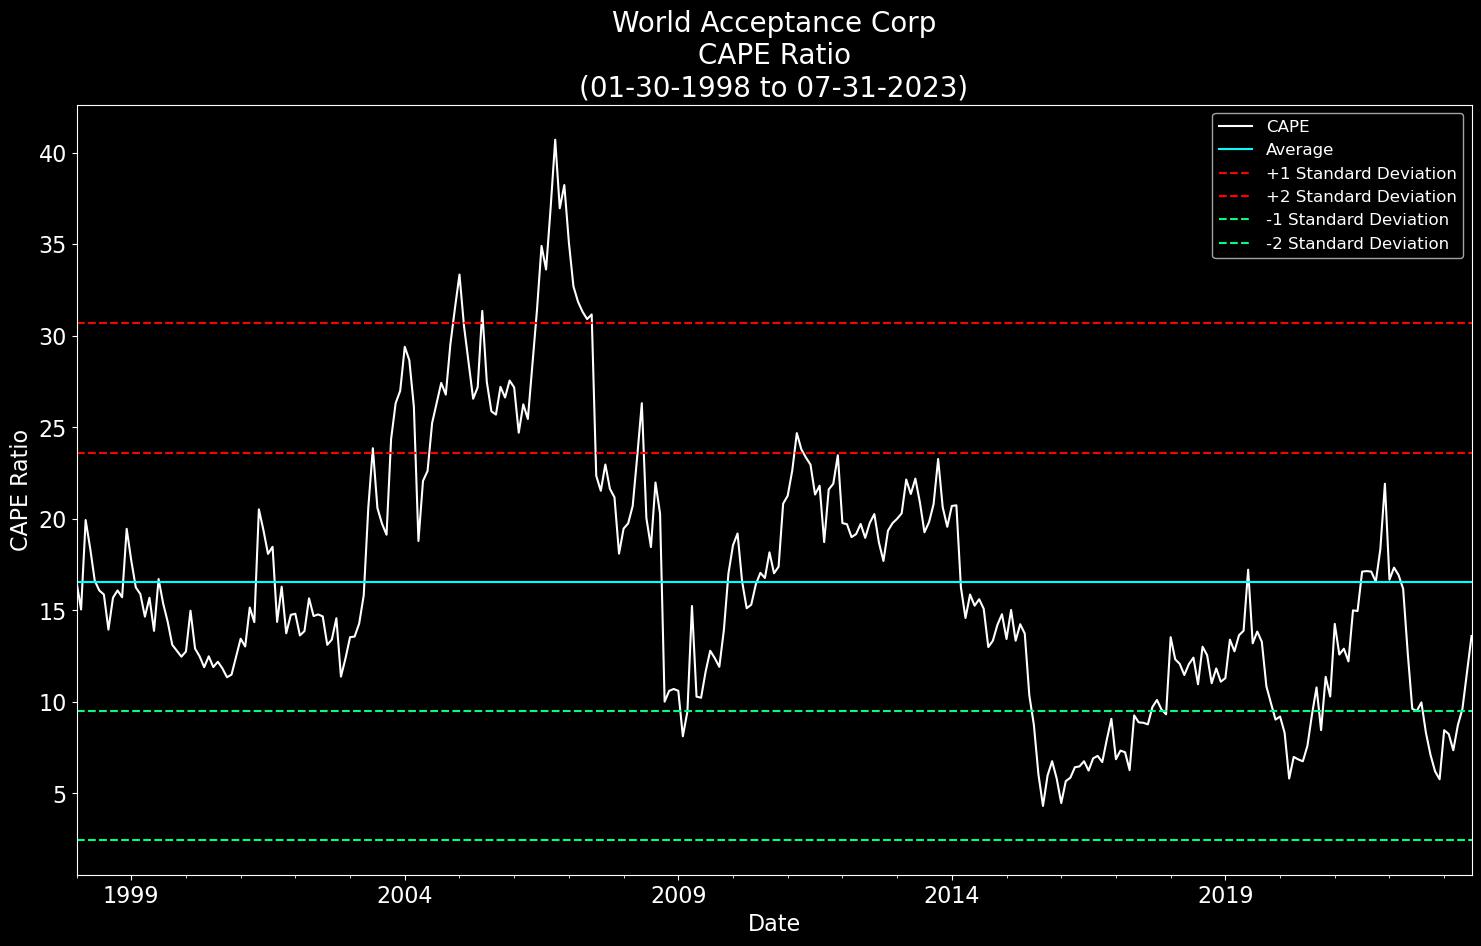 World Acceptance Corp
CAPE Ratio
(01-30-1998 to 07-31-2023)
CAPE
Average
+1 Standard Deviation
+2 Standard Deviation
-1 Standard Deviation
-2 Standard Deviation
CAPE Ratio
40
35
30
25
20
15
10
5
1999 2004 2009 2014 2019
Date